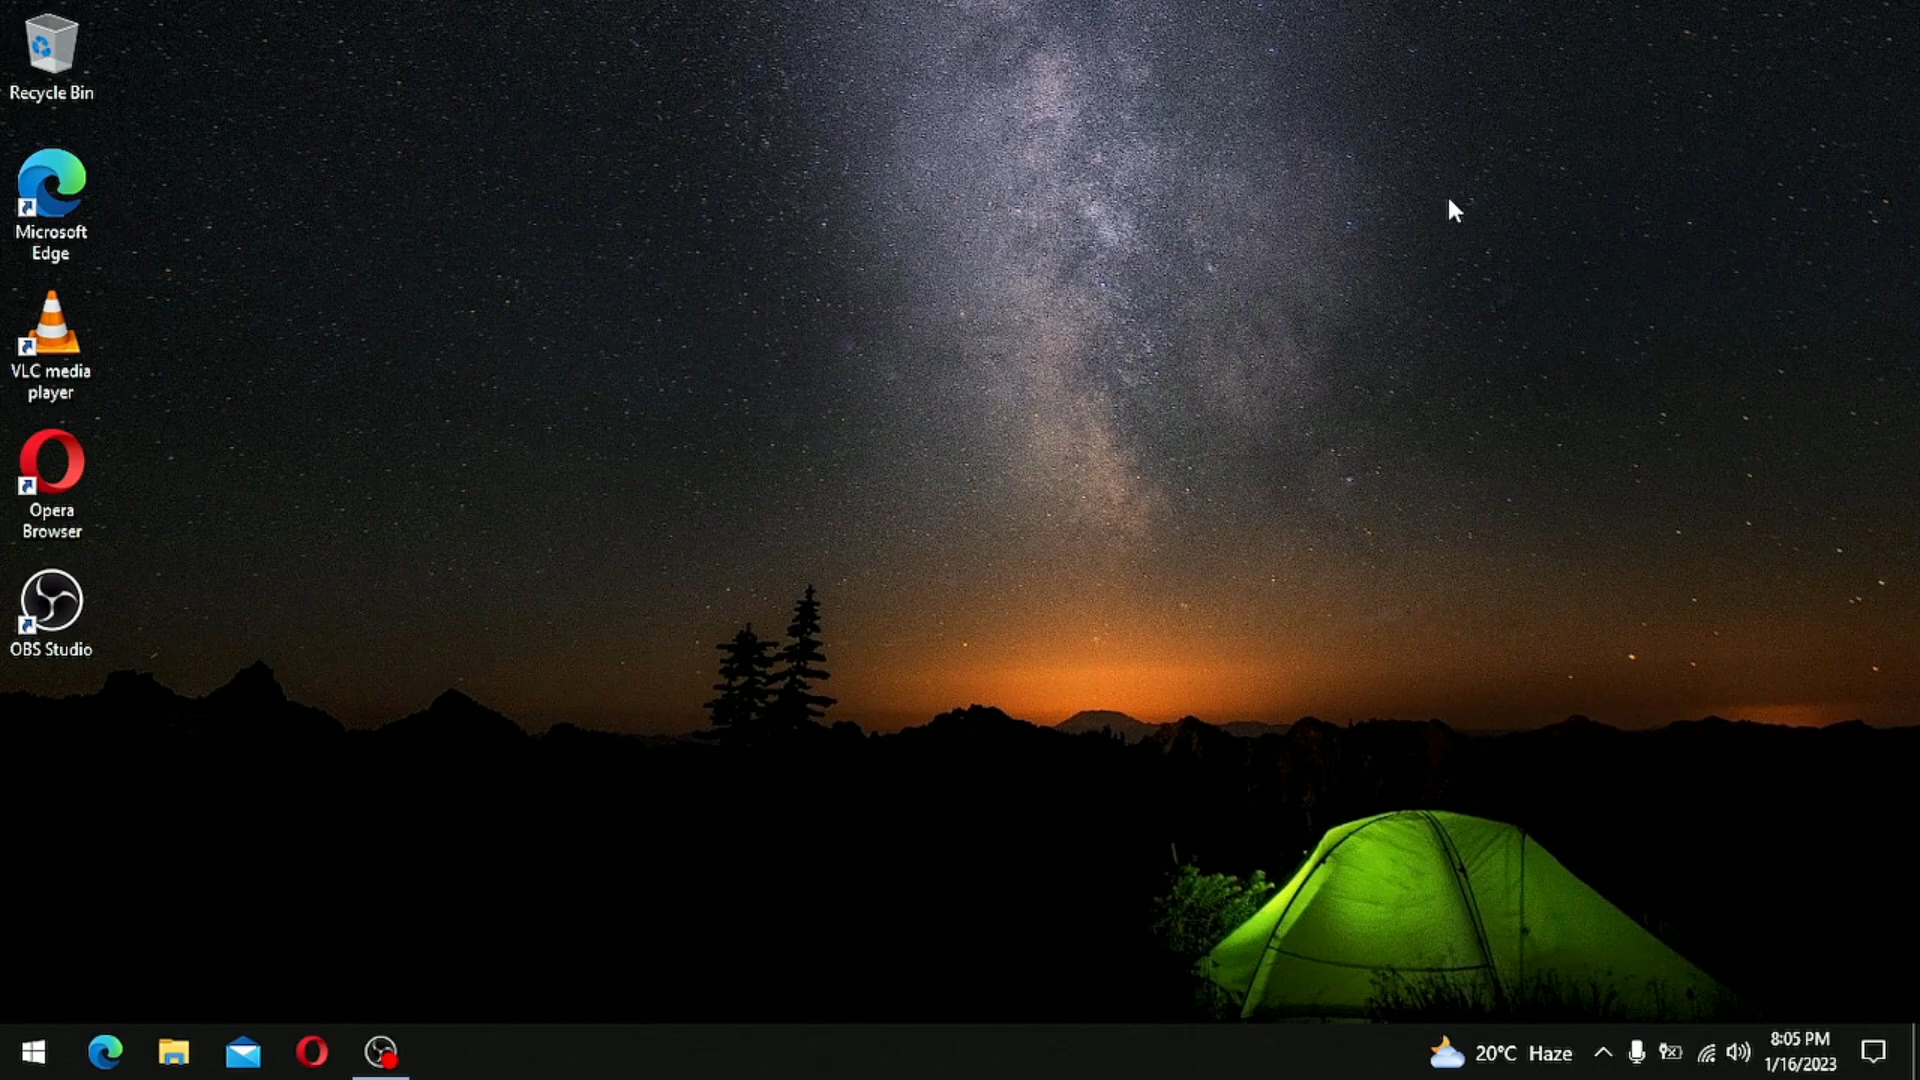 Recycle Bin
Microsoft
Edge
VLC media
player
Opera
Browser
OBS Studio
20°C Haze
8:05 PM
1/16/2023